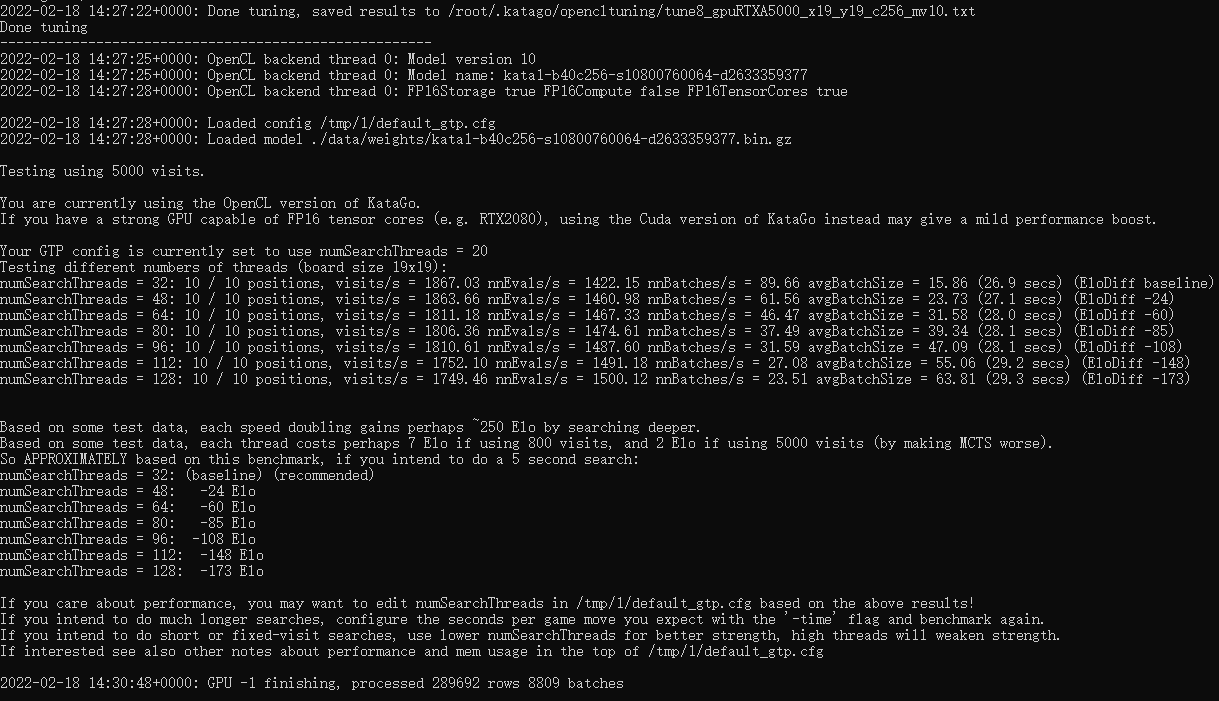 2022-02-18 14:27:22+0000: Done tuning, saved results to /root/.katago/opencltuning/tune8_gpuRTXA5000_x19_y19_c256_mv10.txt
Done tuning
------------------------------------------------------
2022-02-18 14:27:25+0000: OpenCL backend thread 0: Model version 10
2022-02-18 14:27:25+0000: OpenCL backend thread 0: Model name: kata1-b40c256-s10800760064-d2633359377
2022-02-18 14:27:28+0000: OpenCL backend thread 0: FP16Storage true FP16Compute false FP16TensorCores true
2022-02-18 14:27:28+0000: Loaded config /tmp/1/default_gtp.cfg
2022-02-18 14:27:28+0000: Loaded model ./data/weights/kata1-b40c256-s10800760064-d2633359377.bin.gz
Testing using 5000 visits.
You are currently using the OpenCL version of KataGo.
If you have a strong GPU capable of FP16 tensor cores (e.g. RTX2080), using the Cuda version of KataGo instead may give a mild performance boost.
Your GTP config is currently set to use numSearchThreads = 20
Testing different numbers of threads (board size 19x19):
numSearchThreads = 32: 10 / 10 positions, visits/s = 1867.03 nnEvals/s = 1422.15 nnBatches/s = 89.66 avgBatchSize = 15.86 (26.9 secs) (EloDiff baseline)
numSearchThreads = 48: 10 / 10 positions, visits/s = 1863.66 nnEvals/s = 1460.98 nnBatches/s = 61.56 avgBatchSize = 23.73 (27.1 secs) (EloDiff -24)
numSearchThreads = 64: 10 / 10 positions, visits/s = 1811.18 nnEvals/s = 1467.33 nnBatches/s = 46.47 avgBatchSize = 31.58 (28.0 secs) (EloDiff -60)
numSearchThreads = 80: 10 / 10 positions, visits/s = 1806.36 nnEvals/s = 1474.61 nnBatches/s = 37.49 avgBatchSize = 39.34 (28.1 secs) (EloDiff -85)
numSearchThreads = 96: 10 / 10 positions, visits/s = 1810.61 nnEvals/s = 1487.60 nnBatches/s = 31.59 avgBatchSize = 47.09 (28.1 secs) (EloDiff -108)
numSearchThreads = 112: 10 / 10 positions, visits/s = 1752.10 nnEvals/s = 1491.18 nnBatches/s = 27.08 avgBatchSize = 55.06 (29.2 secs) (EloDiff -148)
numSearchThreads = 128: 10 / 10 positions, visits/s = 1749.46 nnEvals/s = 1500.12 nnBatches/s = 23.51 avgBatchSize = 63.81 (29.3 secs) (EloDiff -173)
Based on some test data, each speed doubling gains perhaps ~250 Elo by searching deeper.
Based on some test data, each thread costs perhaps 7 Elo if using 800 visits, and 2 Elo if using 5000 visits (by making MCTS worse).
So APPROXIMATELY based on this benchmark, if you intend to do a 5 second search:
numSearchThreads = 32: (baseline) (recommended)
numSearchThreads = 48:   -24 Elo
numSearchThreads = 64:   -60 Elo
numSearchThreads = 80:   -85 Elo
numSearchThreads = 96:  -108 Elo
numSearchThreads = 112:  -148 Elo
numSearchThreads = 128:  -173 Elo
If you care about performance, you may want to edit numSearchThreads in /tmp/1/default_gtp.cfg based on the above results!
If you intend to do much longer searches, configure the seconds per game move you expect with the '-time' flag and benchmark again.
If you intend to do short or fixed-visit searches, use lower numSearchThreads for better strength, high threads will weaken strength.
If interested see also other notes about performance and mem usage in the top of /tmp/1/default_gtp.cfg
2022-02-18 14:30:48+0000: GPU -1 finishing, processed 289692 rows 8809 batches